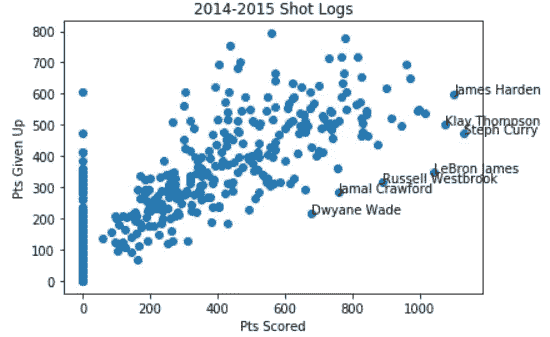 2014-2015 Shot Logs
800
700
600
500
400
300
200
100
0
Pts Given Up
James Harden
Klay Thompson
Steph Curry
LeBron James
Russell Westbrook
Jamal Crawford
Dwyane Wade
0 200 400 600 800 1000
Pts Scored